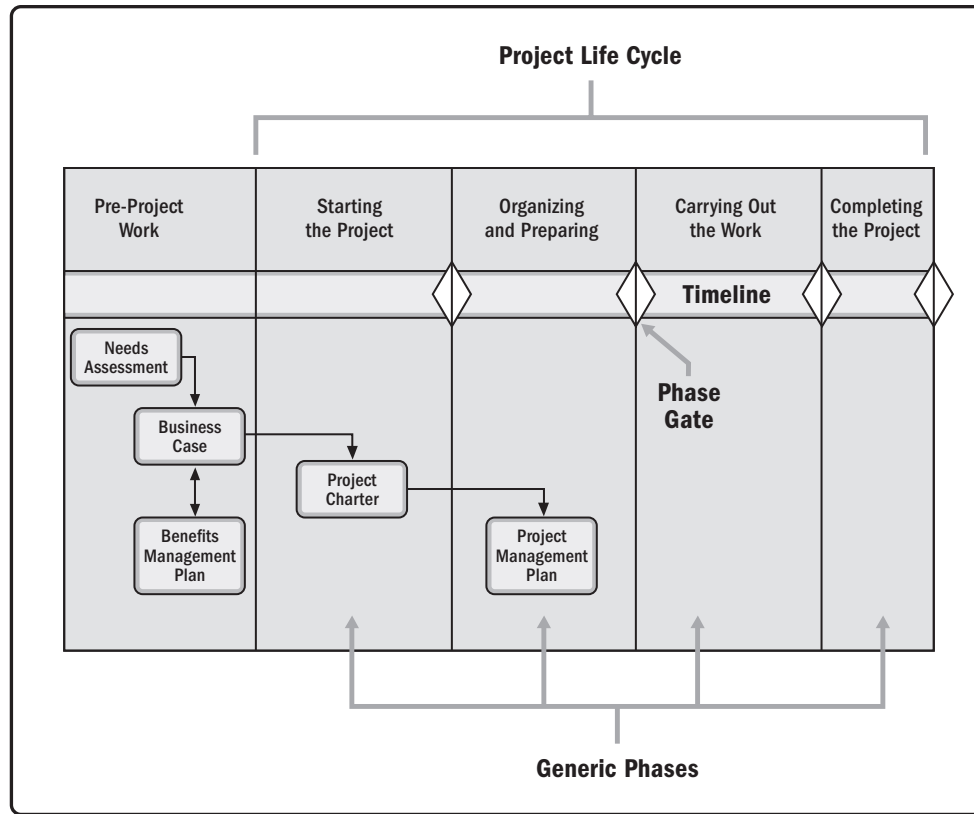 Project Life Cycle
Pre-Project
Work
Starting
the Project
Organizing
and Preparing
Carrying Out
the Work
Completing
the Project
Timeline
Needs
Assessment
Phase
Gate
Business
Case
Project
Charter
Benefits
Management
Plan
Project
Management
Plan
Generic Phases